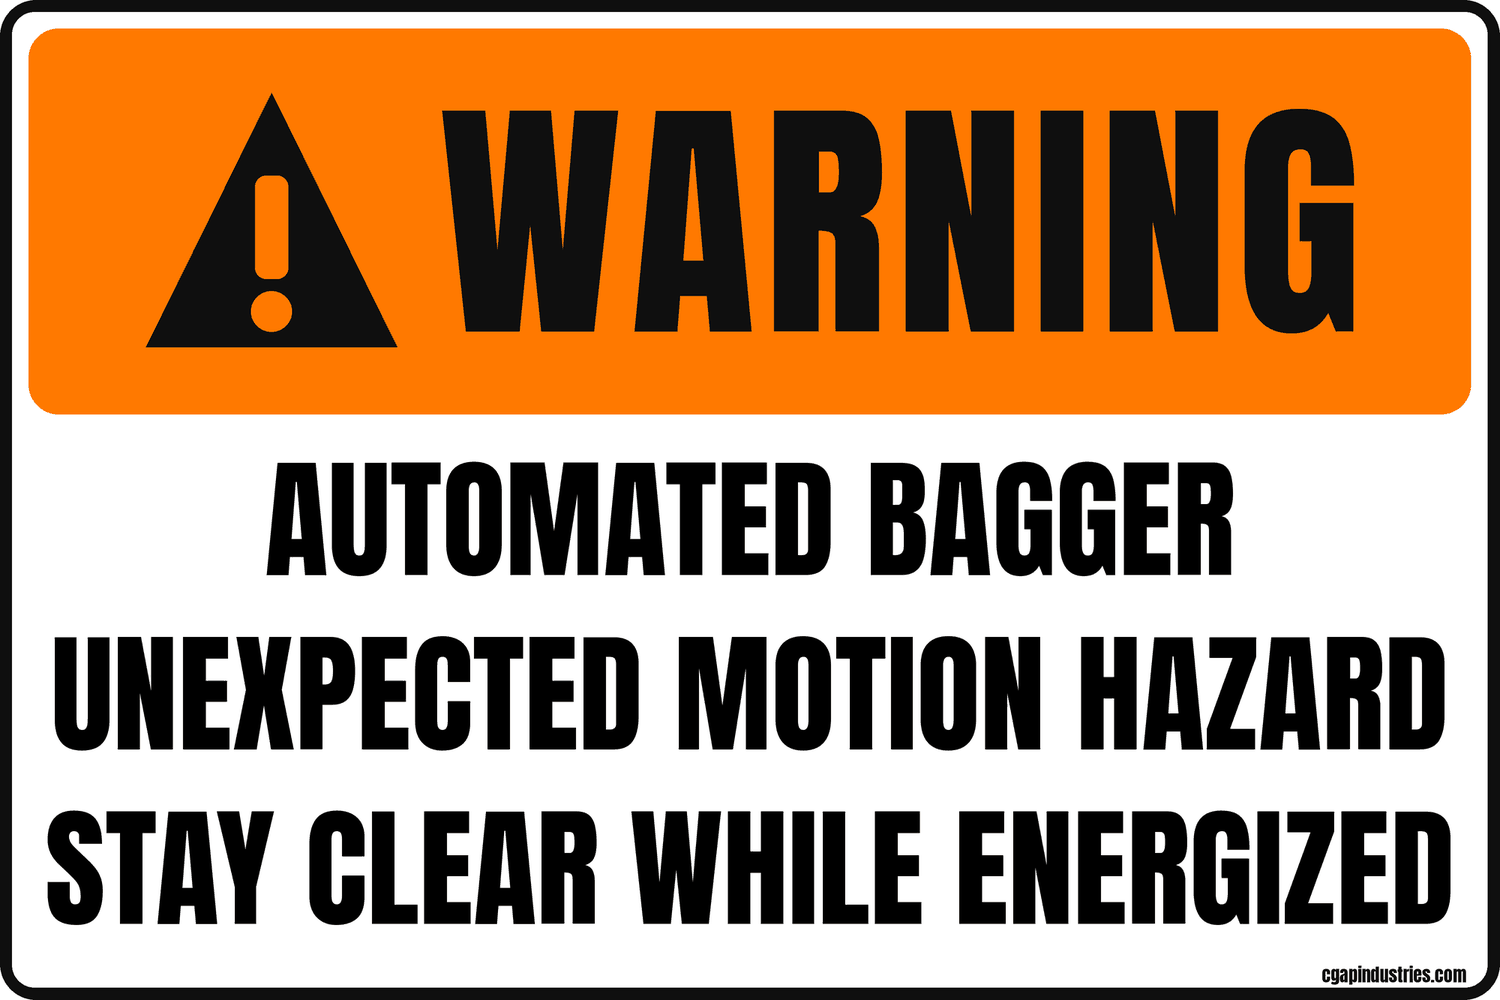 WARNING
AUTOMATED BAGGER
UNEXPECTED MOTION HAZARD
STAY CLEAR WHILE ENERGIZED
cgapindustries.com